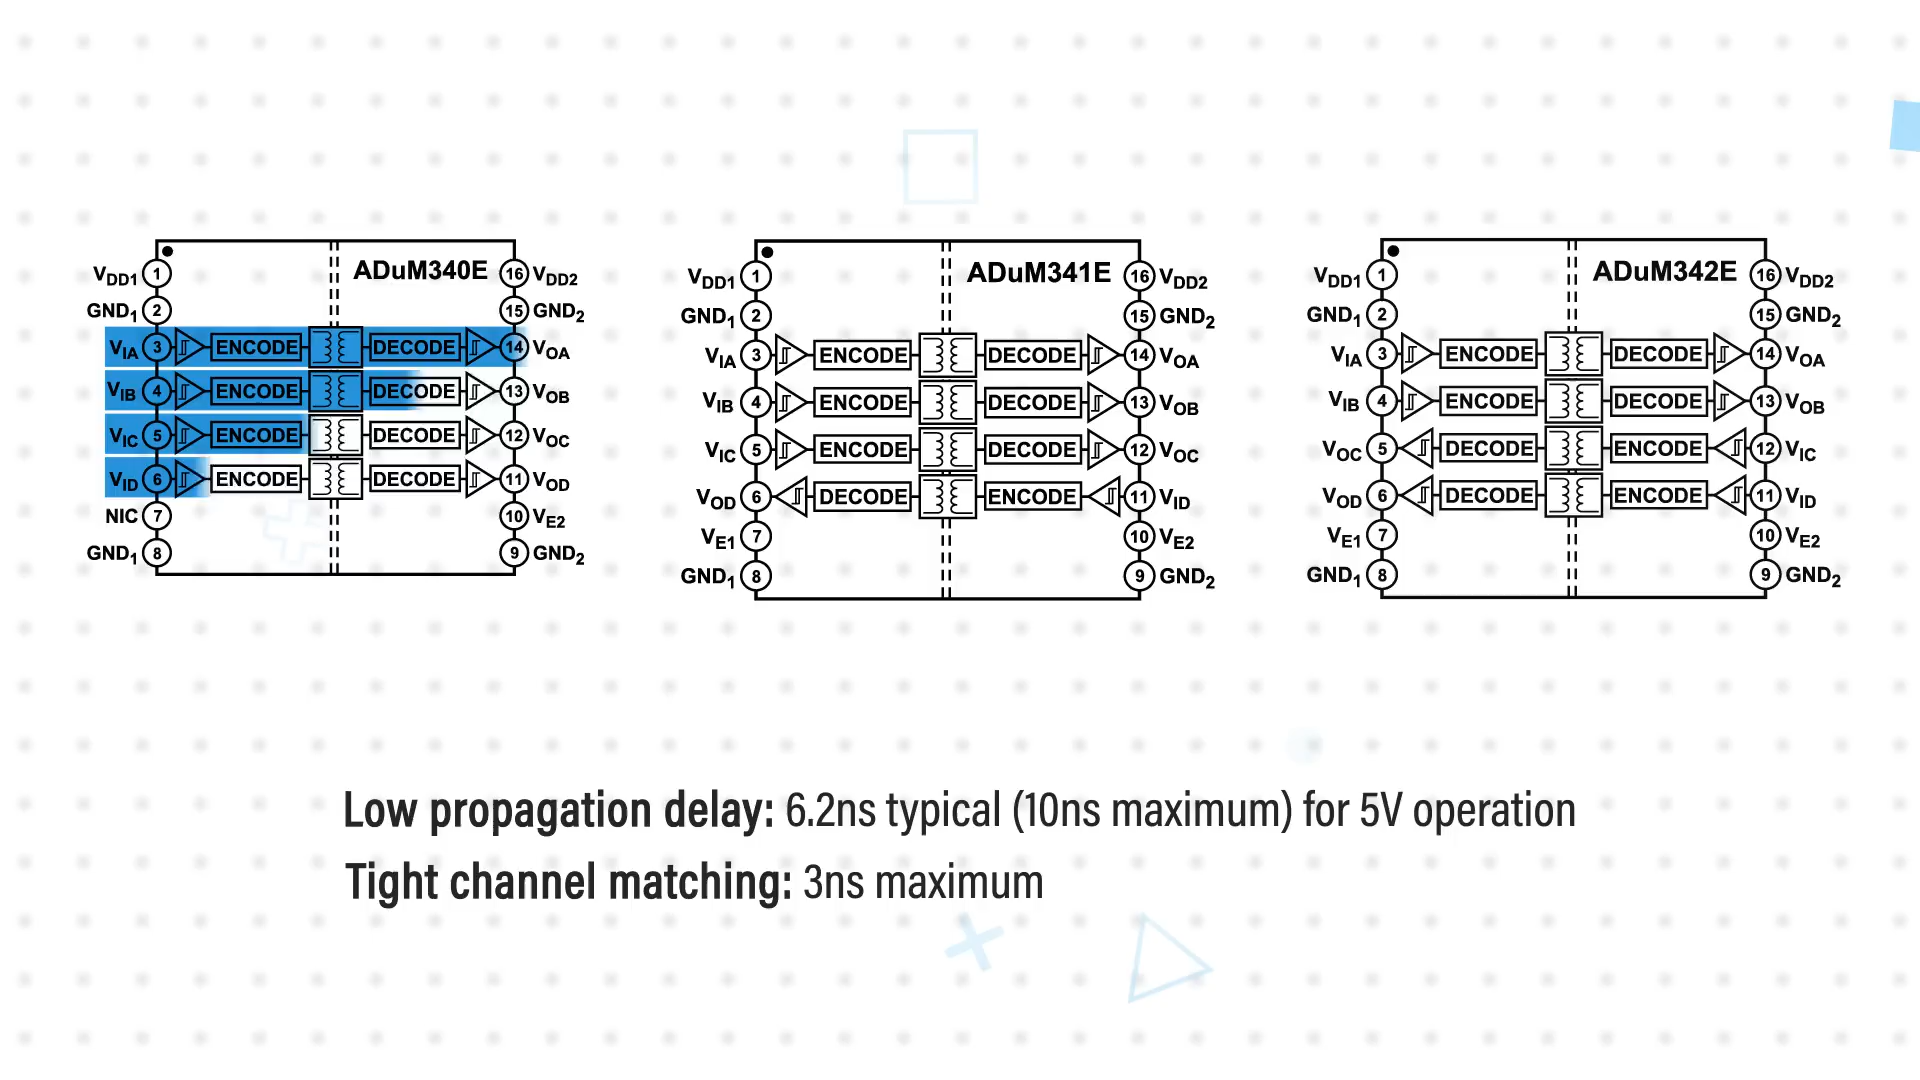 ADuM340E
VDD1 1 16 VDD2
GND1 2 15 GND2
VIA 3 ENCODE DECODE 14 VOA
VIB 4 ENCODE DECODE 13 VOB
VIC 5 ENCODE DECODE 12 VOC
VID 6 ENCODE DECODE 11 VOD
NIC 7 10 VE2
GND1 8 9 GND2
ADuM341E
VDD1 1 16 VDD2
GND1 2 15 GND2
VIA 3 ENCODE DECODE 14 VOA
VIB 4 ENCODE DECODE 13 VOB
VIC 5 ENCODE DECODE 12 VOC
VOD 6 DECODE ENCODE 11 VID
VE1 7 10 VE2
GND1 8 9 GND2
ADuM342E
VDD1 1 16 VDD2
GND1 2 15 GND2
VIA 3 ENCODE DECODE 14 VOA
VIB 4 ENCODE DECODE 13 VOB
VOC 5 DECODE ENCODE 12 VIC
VOD 6 DECODE ENCODE 11 VID
VE1 7 10 VE2
GND1 8 9 GND2
Low propagation delay: 6.2ns typical (10ns maximum) for 5V operation
Tight channel matching: 3ns maximum